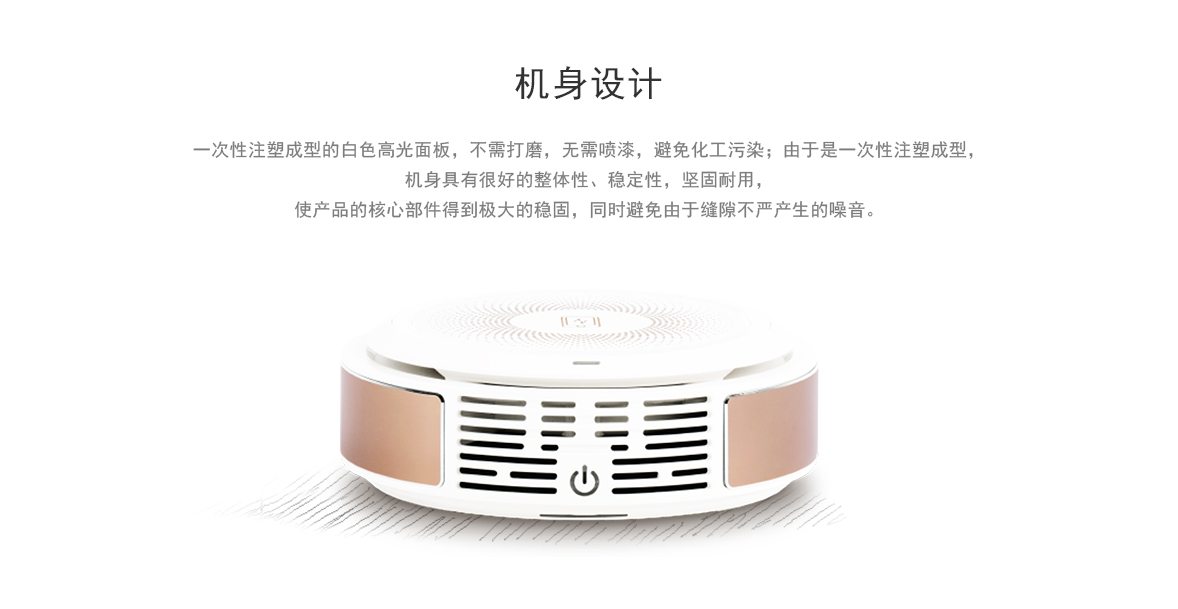 机身设计
一次性注塑成型的白色高光面板，不需打磨，无需喷漆，避免化工污染；由于是一次性注塑成型，
机身具有很好的整体性、稳定性，坚固耐用，
使产品的核心部件得到极大的稳固，同时避免由于缝隙不严产生的噪音。